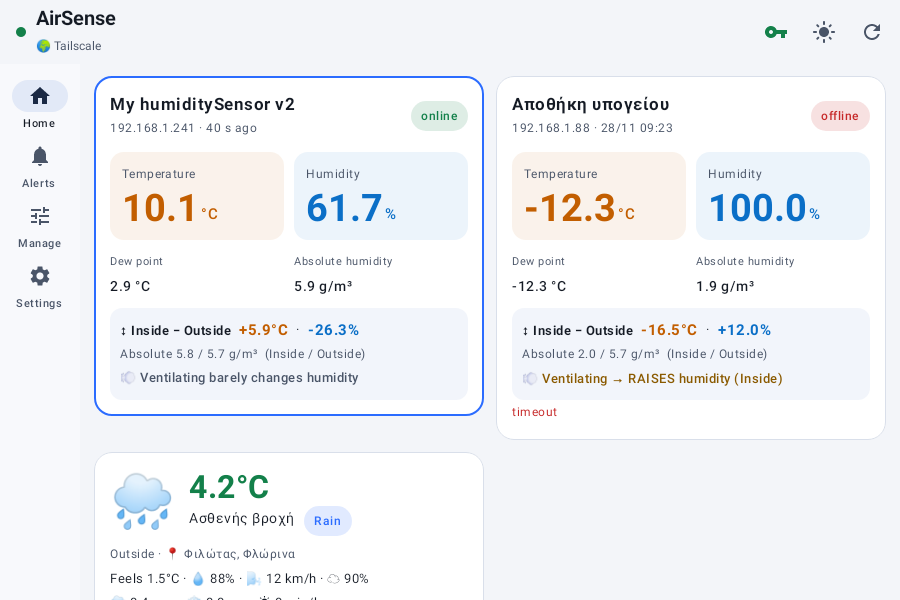 AirSense
🌍 Tailscale
Home
Alerts
Manage
Settings
My humiditySensor v2
192.168.1.241 · 40 s ago
online
Temperature
10.1 °C
Humidity
61.7 %
Dew point
2.9 °C
Absolute humidity
5.9 g/m³
↕ Inside − Outside +5.9°C · -26.3%
Absolute 5.8 / 5.7 g/m³ (Inside / Outside)
Ventilating barely changes humidity
Αποθήκη υπογείου
192.168.1.88 · 28/11 09:23
offline
Temperature
-12.3 °C
Humidity
100.0 %
Dew point
-12.3 °C
Absolute humidity
1.9 g/m³
↕ Inside − Outside -16.5°C · +12.0%
Absolute 2.0 / 5.7 g/m³ (Inside / Outside)
Ventilating → RAISES humidity (Inside)
timeout
4.2°C
Ασθενής βροχή
Rain
Outside · 📍 Φιλώτας, Φλώρινα
Feels 1.5°C · 💧 88% · 🌬️ 12 km/h · ☁ 90%